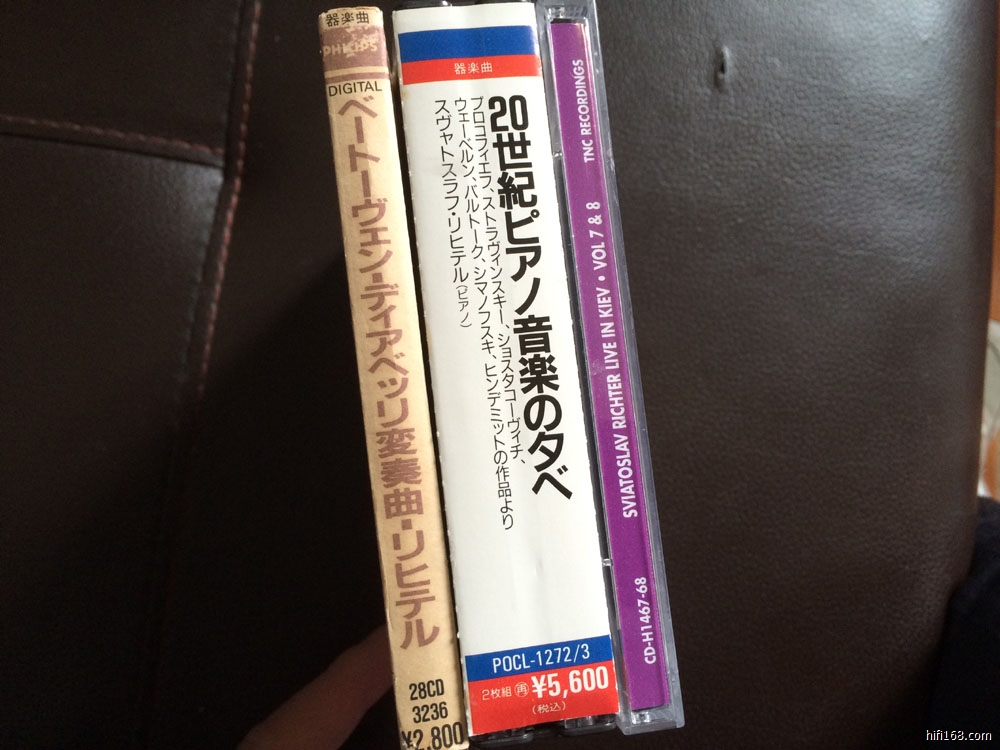 器楽曲
PHILIPS
DIGITAL
ベートーヴェン・ディアベッリ変奏曲・リヒテル
28CD
3236
¥2,800
器楽曲
20世紀ピアノ音楽の夕べ
プロコフィエフ、ストラヴィンスキー、ショスタコーヴィチ、
ウェーベルン、バルトーク、シマノフスキ、ヒンデミットの作品より
スヴャトスラフ・リヒテル(ピアノ)
POCL-1272/3
2枚組 再 ¥5,600
(税込)
TNC RECORDINGS
SVIATOSLAV RICHTER LIVE IN KIEV • VOL 7 & 8
CD-H1467-68
hifi168.com